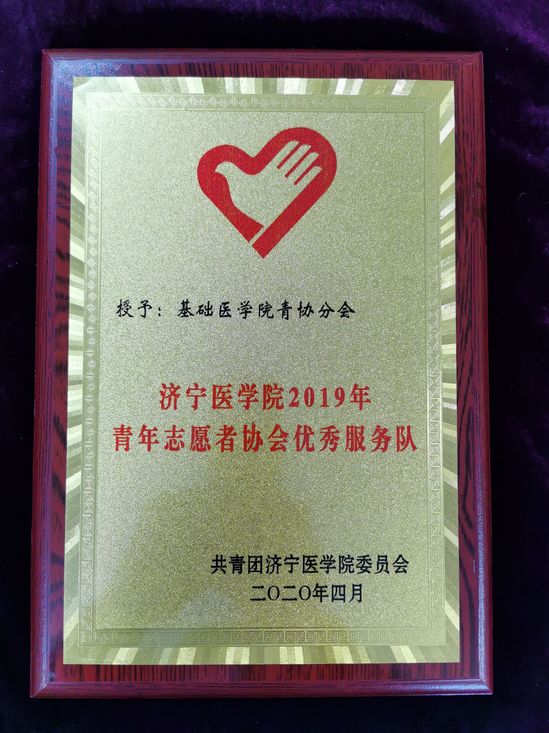 授予：基础医学院青协分会
济宁医学院2019年
青年志愿者协会优秀服务队
共青团济宁医学院委员会
二〇二〇年四月